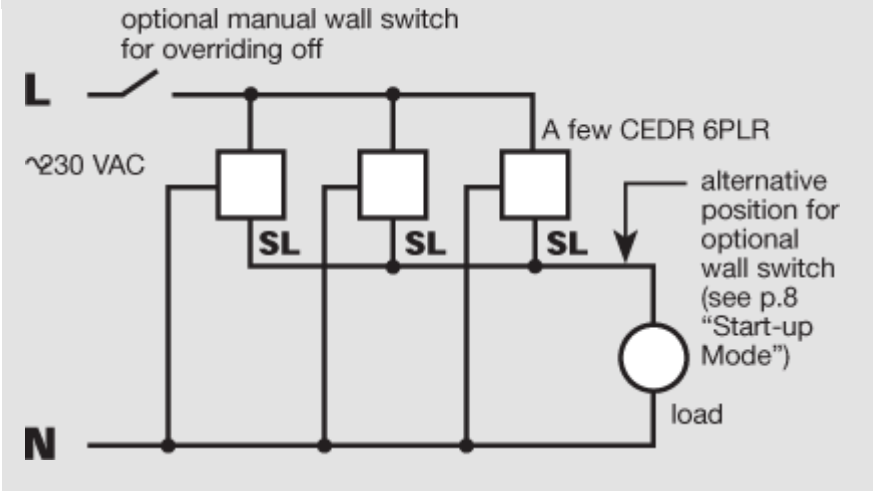 optional manual wall switch
for overriding off
L
A few CEDR 6PLR
~230 VAC
alternative
position for
optional
wall switch
(see p.8
“Start-up
Mode”)
SL
SL
SL
load
N